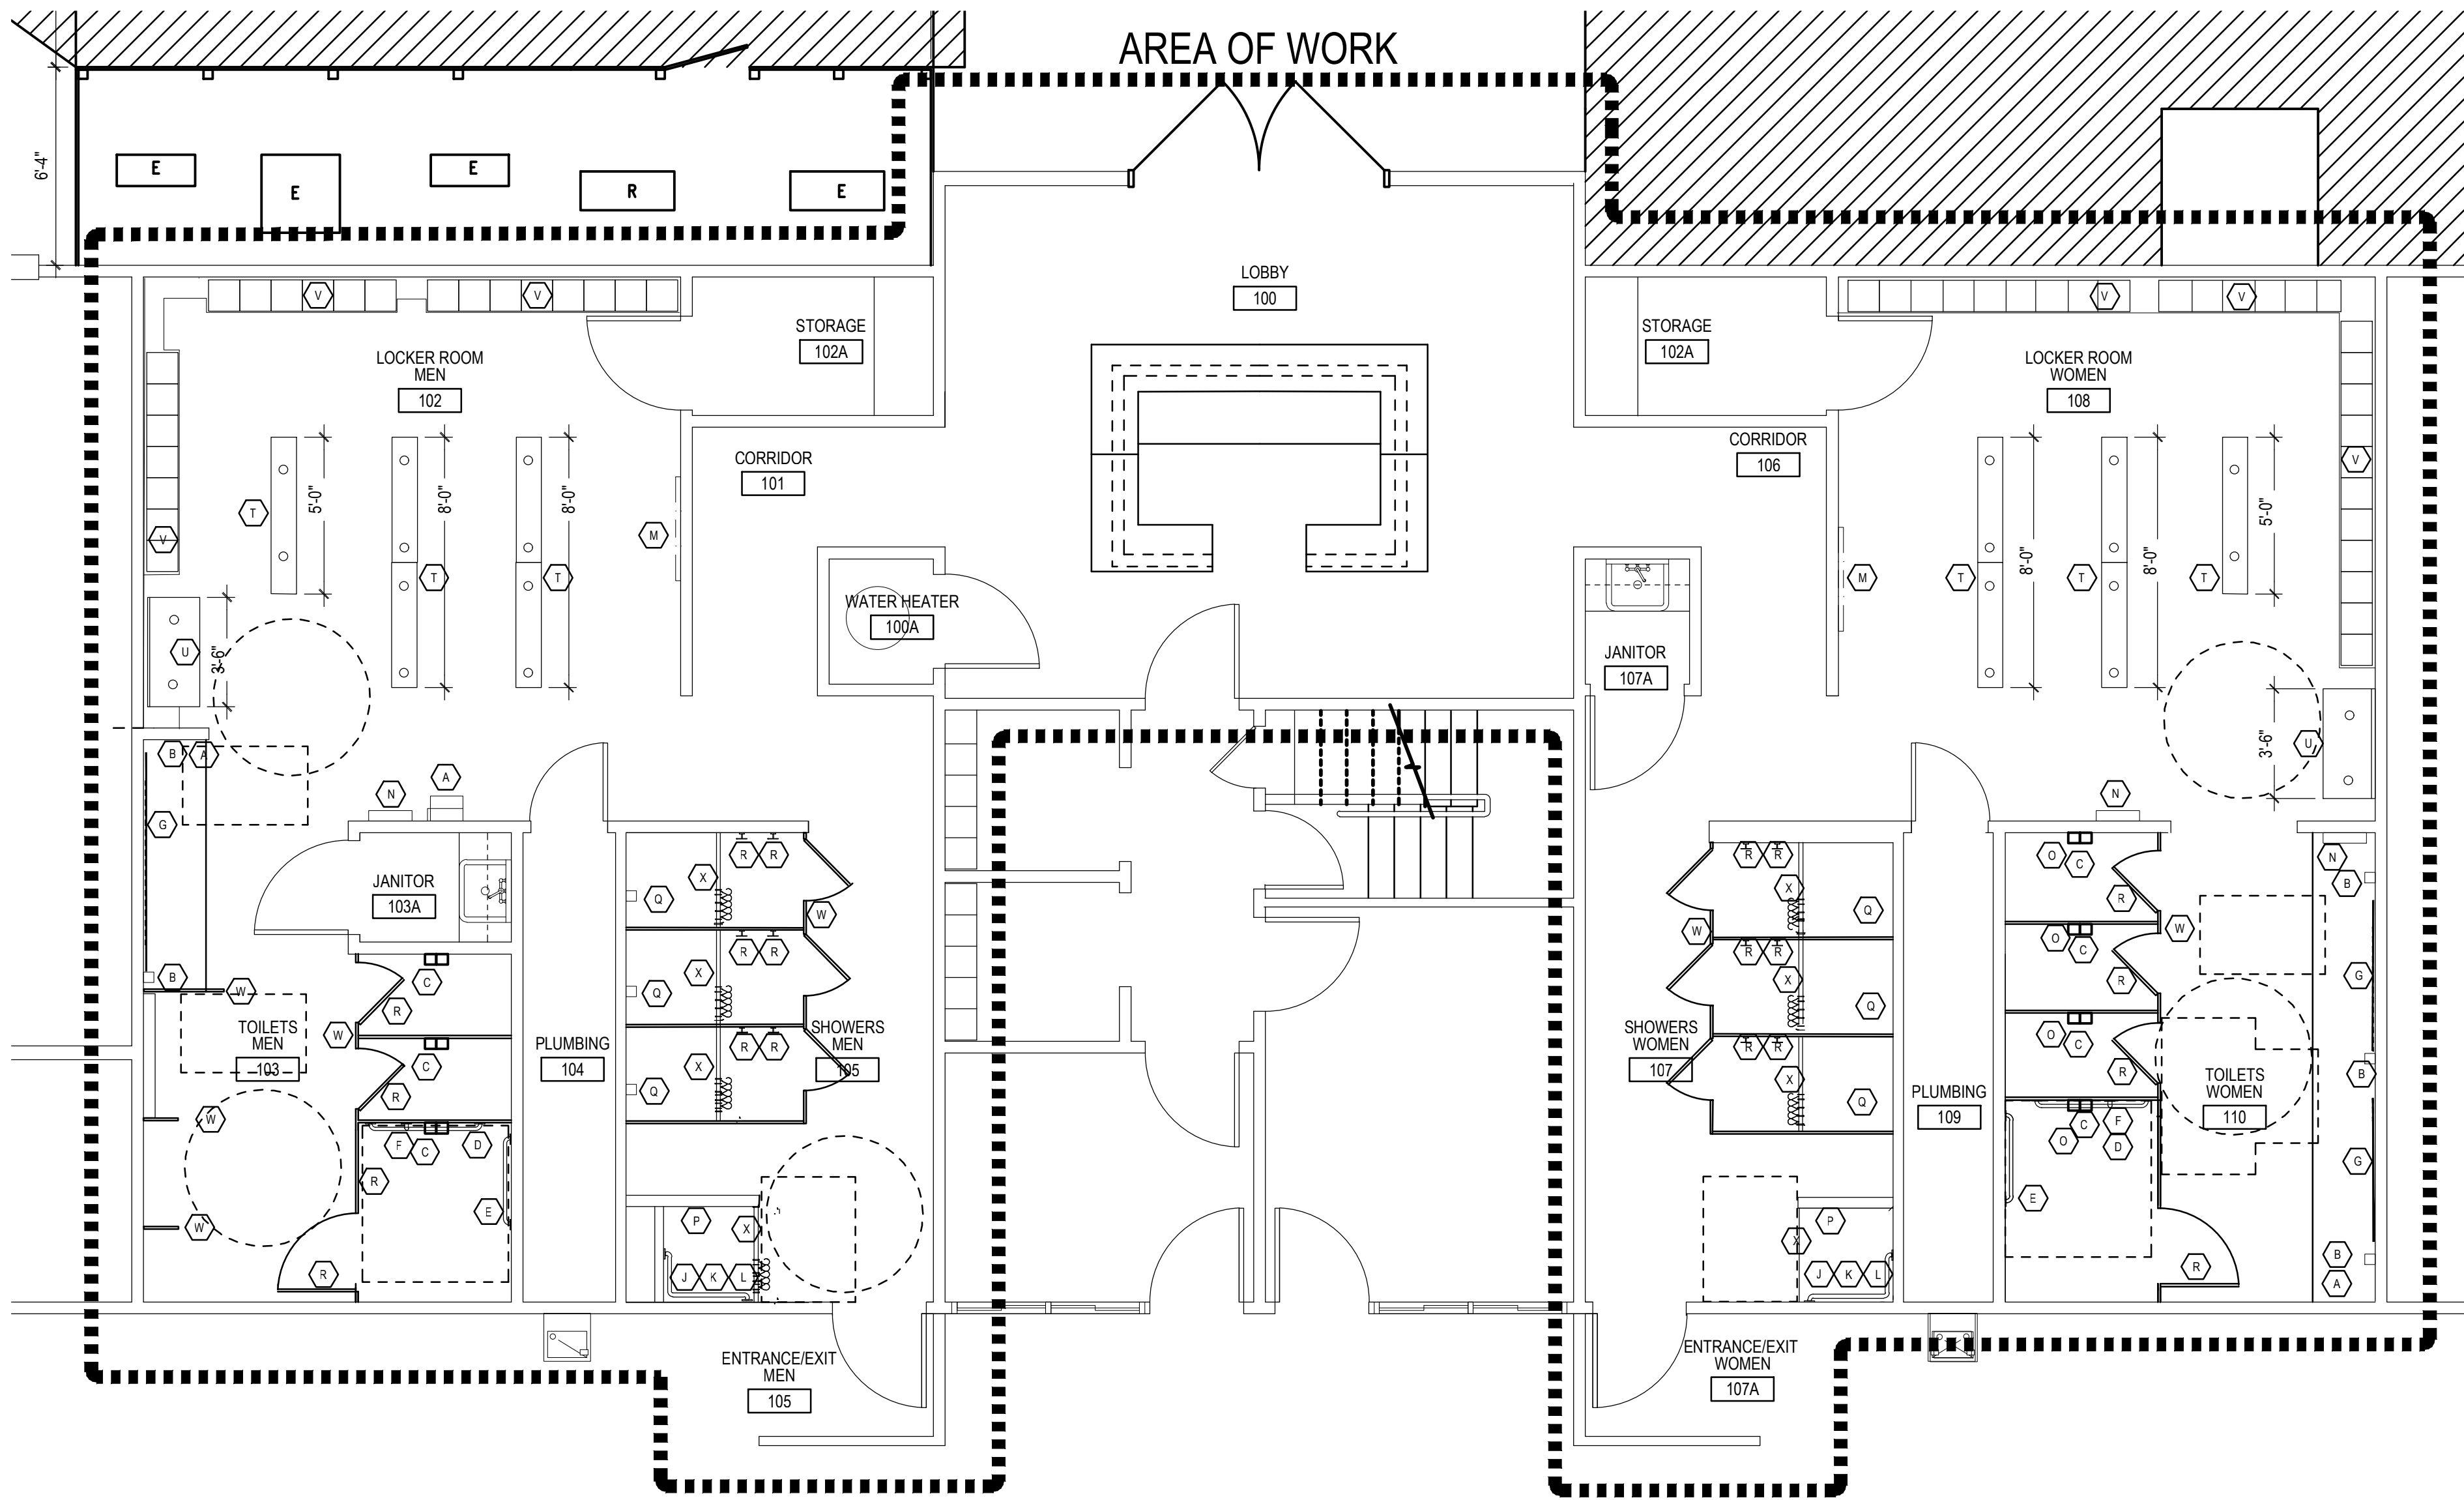 AREA OF WORK
6'-4"
E
E
E
R
E
LOBBY
100
V
V
V
V
STORAGE
102A
STORAGE
102A
LOCKER ROOM
MEN
102
LOCKER ROOM
WOMEN
108
CORRIDOR
101
CORRIDOR
106
V
V
T
5'-0"
8'-0"
8'-0"
M
T
T
8'-0"
8'-0"
5'-0"
M
T
T
T
WATER HEATER
100A
JANITOR
107A
U
3'-6"
3'-6"
U
B
A
N
A
G
N
JANITOR
103A
B
W
C
R
W
TOILETS
MEN
103
C
R
W
W
F
C
D
R
E
R
PLUMBING
104
R
R
X
Q
W
R
R
X
Q
R
R
X
Q
SHOWERS
MEN
105
P
X
J
K
L
R
R
X
Q
W
R
R
X
Q
R
R
X
Q
SHOWERS
WOMEN
107
P
X
J
K
L
PLUMBING
109
O
C
R
W
O
C
R
O
C
R
C
F
O
D
E
R
N
B
G
B
TOILETS
WOMEN
110
G
B
A
ENTRANCE/EXIT
MEN
105
ENTRANCE/EXIT
WOMEN
107A